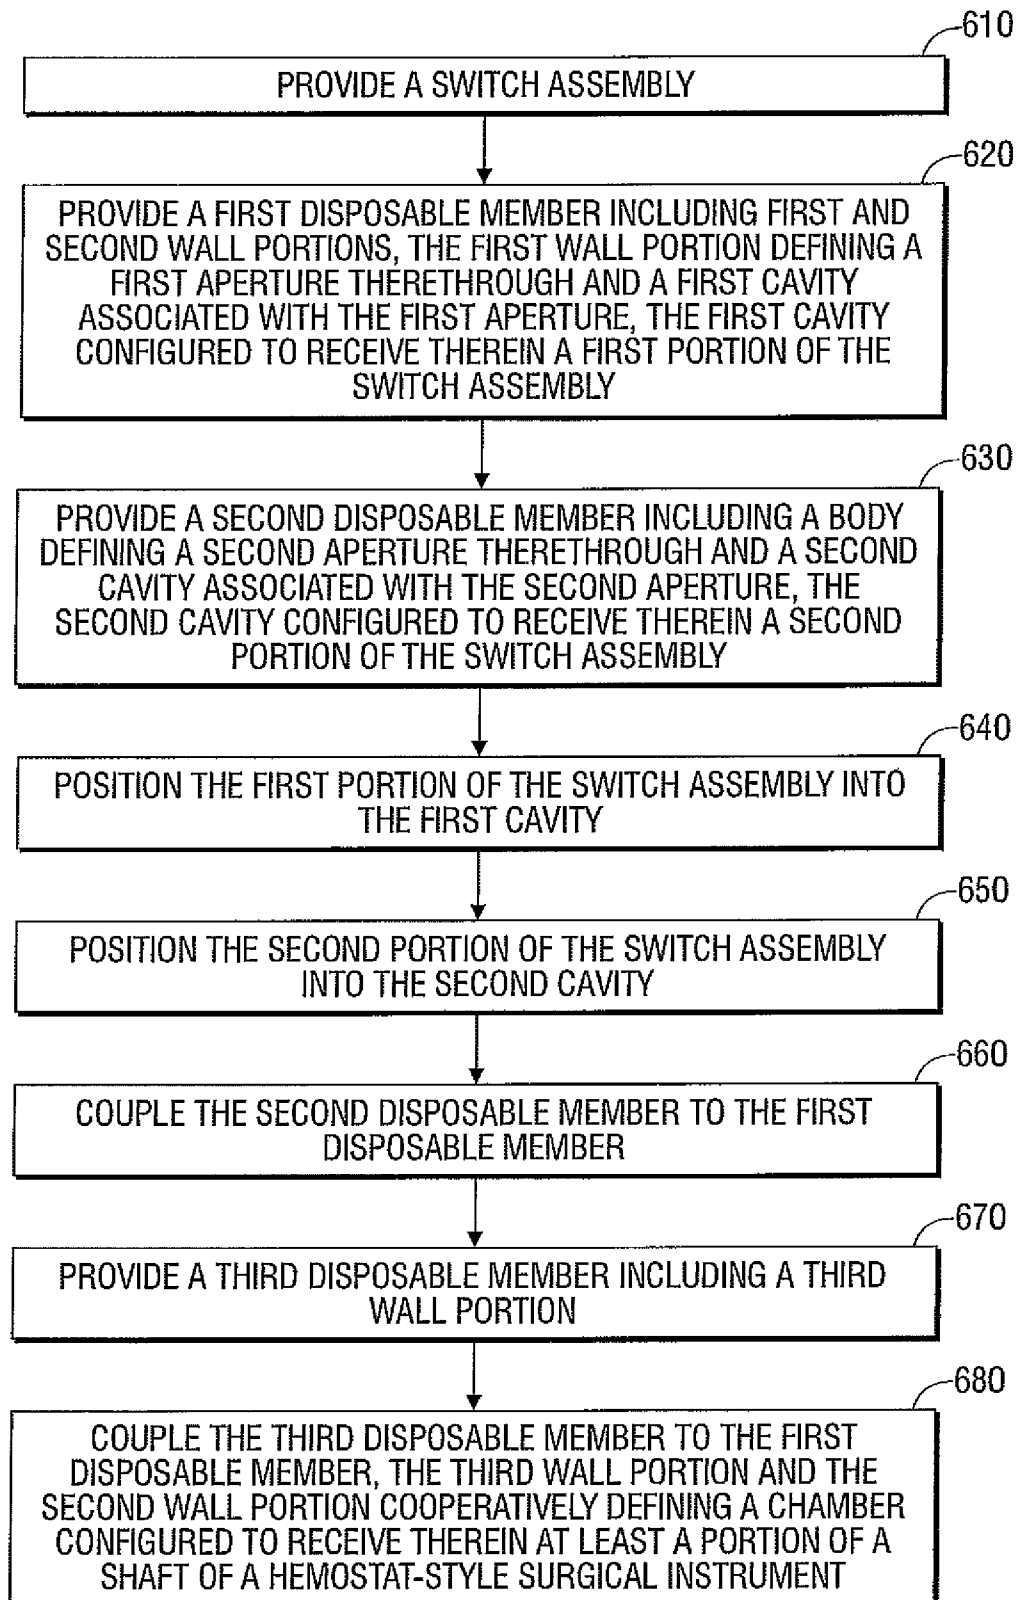 610
PROVIDE A SWITCH ASSEMBLY
620
PROVIDE A FIRST DISPOSABLE MEMBER INCLUDING FIRST AND
SECOND WALL PORTIONS, THE FIRST WALL PORTION DEFINING A
FIRST APERTURE THERETHROUGH AND A FIRST CAVITY
ASSOCIATED WITH THE FIRST APERTURE, THE FIRST CAVITY
CONFIGURED TO RECEIVE THEREIN A FIRST PORTION OF THE
SWITCH ASSEMBLY
630
PROVIDE A SECOND DISPOSABLE MEMBER INCLUDING A BODY
DEFINING A SECOND APERTURE THERETHROUGH AND A SECOND
CAVITY ASSOCIATED WITH THE SECOND APERTURE, THE
SECOND CAVITY CONFIGURED TO RECEIVE THEREIN A SECOND
PORTION OF THE SWITCH ASSEMBLY
640
POSITION THE FIRST PORTION OF THE SWITCH ASSEMBLY INTO
THE FIRST CAVITY
650
POSITION THE SECOND PORTION OF THE SWITCH ASSEMBLY
INTO THE SECOND CAVITY
660
COUPLE THE SECOND DISPOSABLE MEMBER TO THE FIRST
DISPOSABLE MEMBER
670
PROVIDE A THIRD DISPOSABLE MEMBER INCLUDING A THIRD
WALL PORTION
680
COUPLE THE THIRD DISPOSABLE MEMBER TO THE FIRST
DISPOSABLE MEMBER, THE THIRD WALL PORTION AND THE
SECOND WALL PORTION COOPERATIVELY DEFINING A CHAMBER
CONFIGURED TO RECEIVE THEREIN AT LEAST A PORTION OF A
SHAFT OF A HEMOSTAT-STYLE SURGICAL INSTRUMENT